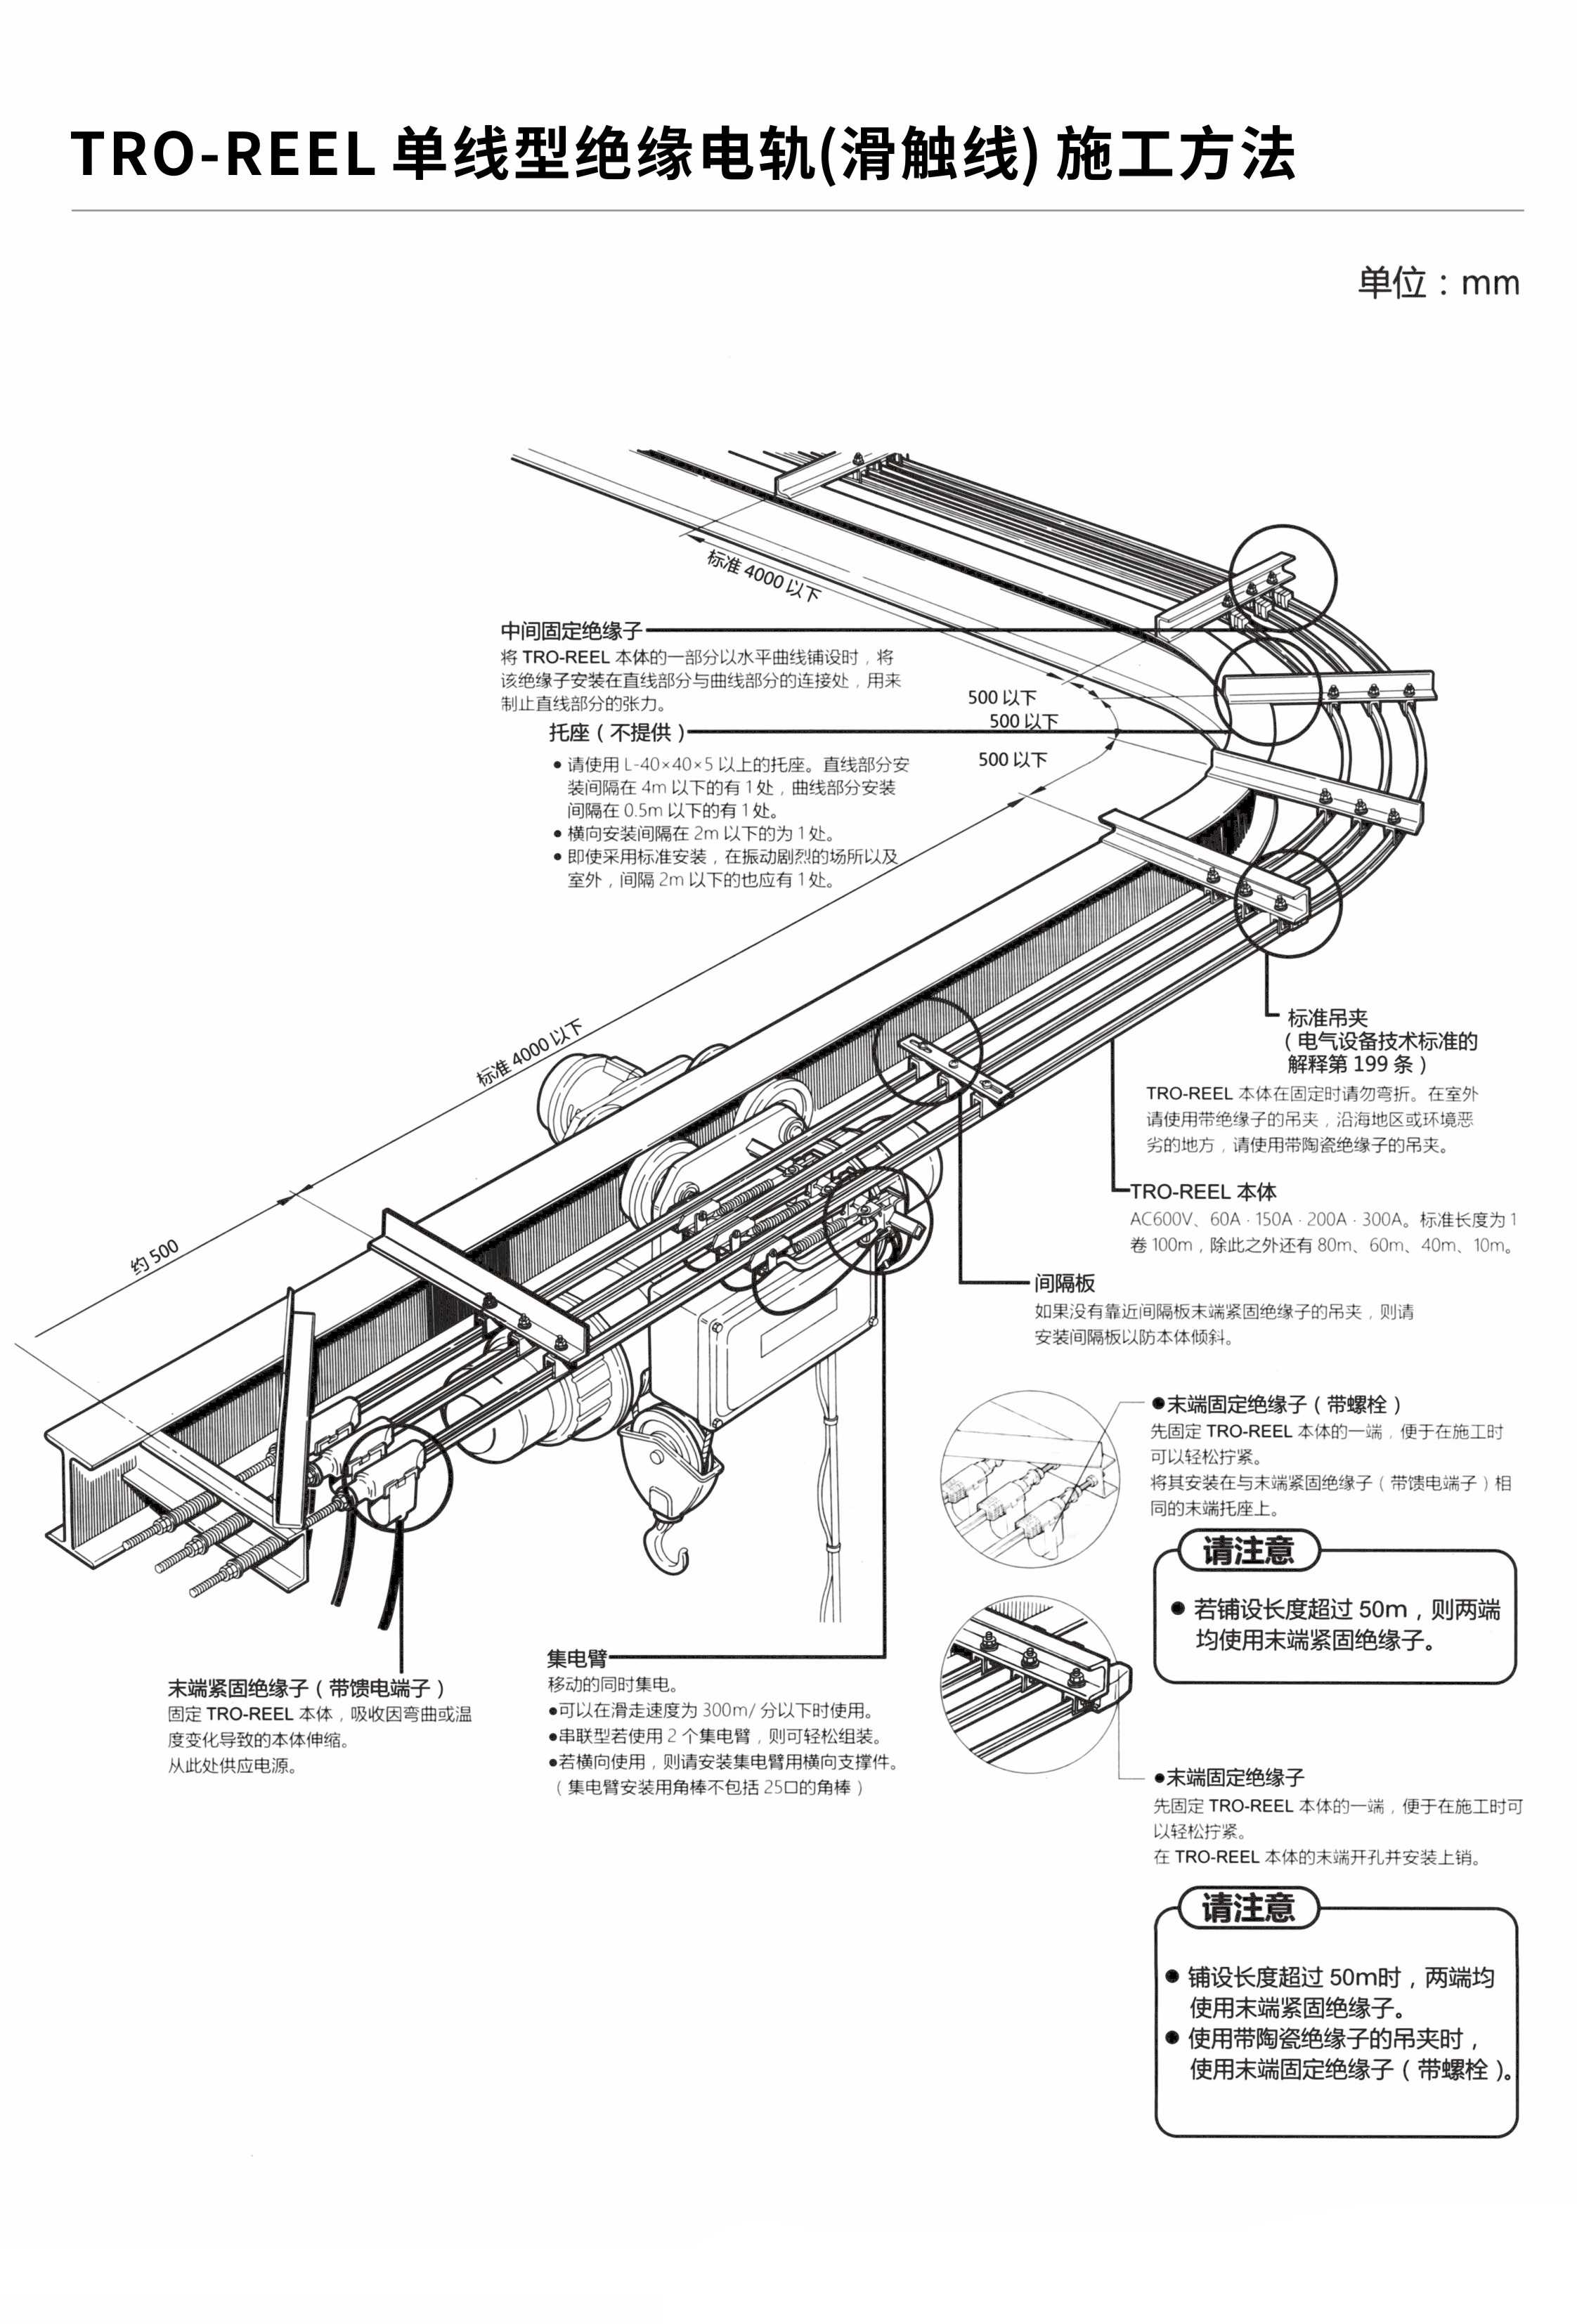 TRO-REEL 单线型绝缘电轨(滑触线) 施工方法
单位：mm
标准 4000 以下
中间固定绝缘子
将 TRO-REEL 本体的一部分以水平曲线铺设时，将
该绝缘子安装在直线部分与曲线部分的连接处，用来
制止直线部分的张力。
500 以下
500 以下
500 以下
托座（不提供）
● 请使用 L-40×40×5 以上的托座。直线部分安
装间隔在 4m 以下的有 1 处，曲线部分安装
间隔在 0.5m 以下的有 1 处。
● 横向安装间隔在 2m 以下的为 1 处。
● 即使采用标准安装，在振动剧烈的场所以及
室外，间隔 2m 以下的也应有 1 处。
标准 4000 以下
约 500
标准吊夹
（电气设备技术标准的
解释第 199 条）
TRO-REEL 本体在固定时请勿弯折。在室外
请使用带绝缘子的吊夹，沿海地区或环境恶
劣的地方，请使用带陶瓷绝缘子的吊夹。
TRO-REEL 本体
AC600V、60A · 150A · 200A · 300A。标准长度为 1
卷 100m，除此之外还有 80m、60m、40m、10m。
间隔板
如果没有靠近间隔板末端紧固绝缘子的吊夹，则请
安装间隔板以防本体倾斜。
●末端固定绝缘子（带螺栓）
先固定 TRO-REEL 本体的一端，便于在施工时
可以轻松拧紧。
将其安装在与末端紧固绝缘子（带馈电端子）相
同的末端托座上。
请注意
● 若铺设长度超过 50m，则两端
均使用末端紧固绝缘子。
末端紧固绝缘子（带馈电端子）
固定 TRO-REEL 本体，吸收因弯曲或温
度变化导致的本体伸缩。
从此处供应电源。
集电臂
移动的同时集电。
●可以在滑走速度为 300m/ 分以下时使用。
●串联型若使用 2 个集电臂，则可轻松组装。
●若横向使用，则请安装集电臂用横向支撑件。
（集电臂安装用角棒不包括 25口的角棒）
●末端固定绝缘子
先固定 TRO-REEL 本体的一端，便于在施工时可
以轻松拧紧。
在 TRO-REEL 本体的末端开孔并安装上销。
请注意
● 铺设长度超过 50m时，两端均
使用末端紧固绝缘子。
● 使用带陶瓷绝缘子的吊夹时，
使用末端固定绝缘子（带螺栓）。